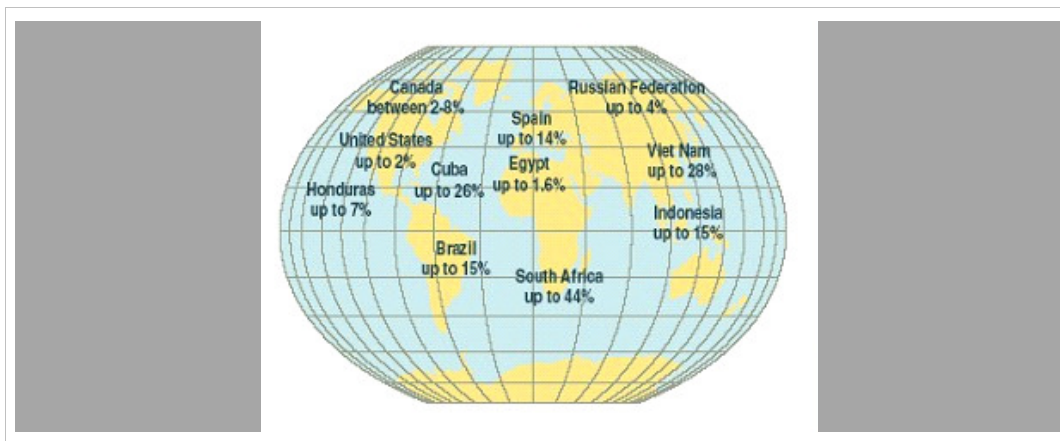 Canada
between 2-8%
Russian Federation
up to 4%
Spain
up to 14%
United States
up to 2%
Viet Nam
up to 28%
Cuba
up to 26%
Egypt
up to 1.6%
Honduras
up to 7%
Indonesia
up to 15%
Brazil
up to 15%
South Africa
up to 44%